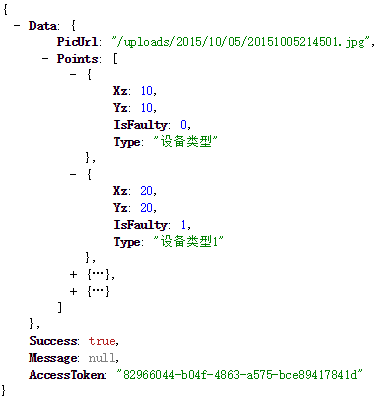 {
- Data: {
PicUrl: "/uploads/2015/10/05/20151005214501.jpg",
- Points: [
- {
Xz: 10,
Yz: 10,
IsFaulty: 0,
Type: "设备类型"
},
- {
Xz: 20,
Yz: 20,
IsFaulty: 1,
Type: "设备类型1"
},
+ {…},
+ {…}
]
},
Success: true,
Message: null,
AccessToken: "82966044-b04f-4863-a575-bce89417841d"
}